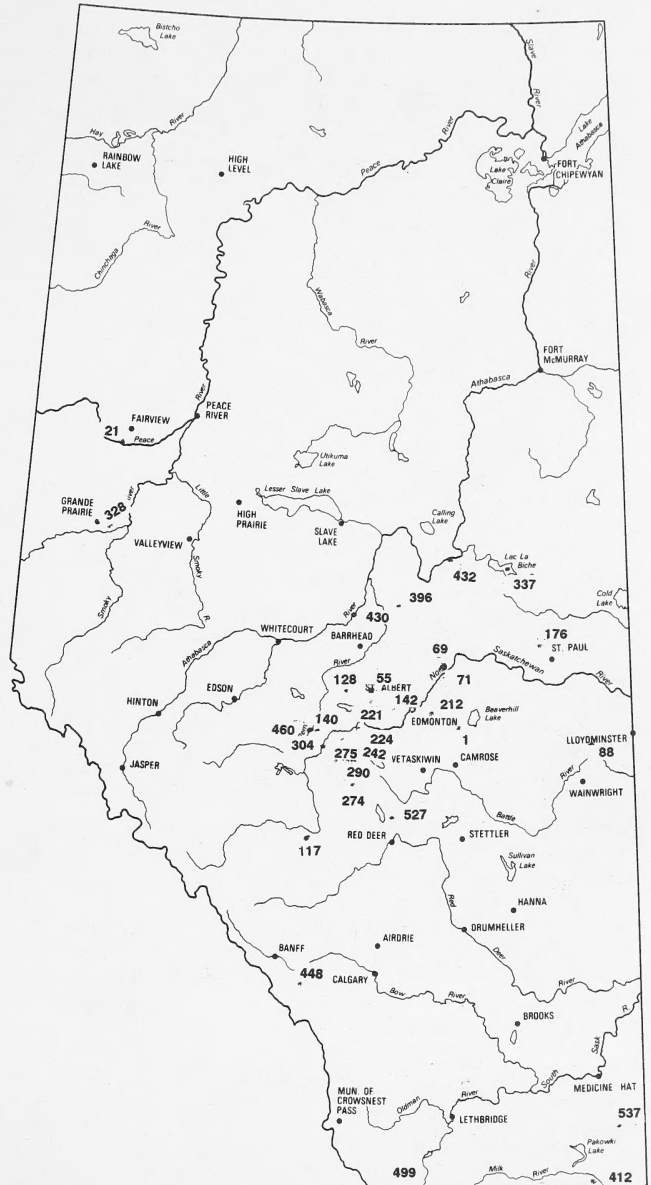 Bistcho
Lake
Slave
River
Hay
River
River
Lake
Athabasca
RAINBOW
LAKE
HIGH
LEVEL
Peace
Lake
Claire
FORT
CHIPEWYAN
River
Chinchaga
River
Wabasca
River
FORT
McMURRAY
Athabasca
River
PEACE
RIVER
FAIRVIEW
21
Peace
Utikuma
Lake
Little
Lesser Slave Lake
GRANDE
PRAIRIE
328
HIGH
PRAIRIE
SLAVE
LAKE
Calling
Lake
VALLEYVIEW
Smoky
R.
Lac La
Biche
432
337
Smoky
396
Cold
Lake
River
430
WHITECOURT
BARRHEAD
176
ST. PAUL
Athabasca
River
69
North
Saskatchewan
River
71
128
55
ST. ALBERT
EDSON
142
212
HINTON
Beaverhill
Lake
460
140
221
EDMONTON
1
304
224
LLOYDMINSTER
88
275
242
VETASKIWIN
CAMROSE
JASPER
290
River
WAINWRIGHT
274
Battle
527
117
RED DEER
STETTLER
Sullivan
Lake
Red
HANNA
DRUMHELLER
AIRDRIE
BANFF
Deer
448
CALGARY
Bow
River
River
R.
BROOKS
Sask
South
MEDICINE HAT
MUN. OF
CROWSNEST
PASS
Oldman
River
LETHBRIDGE
537
Pakowki
Lake
499
Milk
River
412